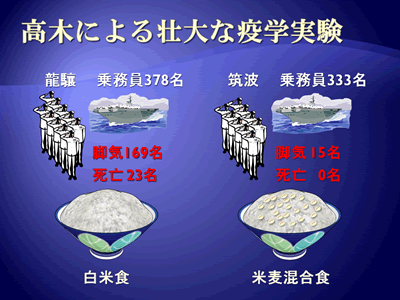 高木による壮大な疫学実験
龍驤　乗務員378名
脚気169名
死亡 23名
白米食
筑波　乗務員333名
脚気 15名
死亡 0名
米麦混合食